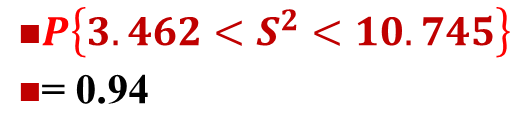 ■P{3.462 < S² < 10.745}
■= 0.94